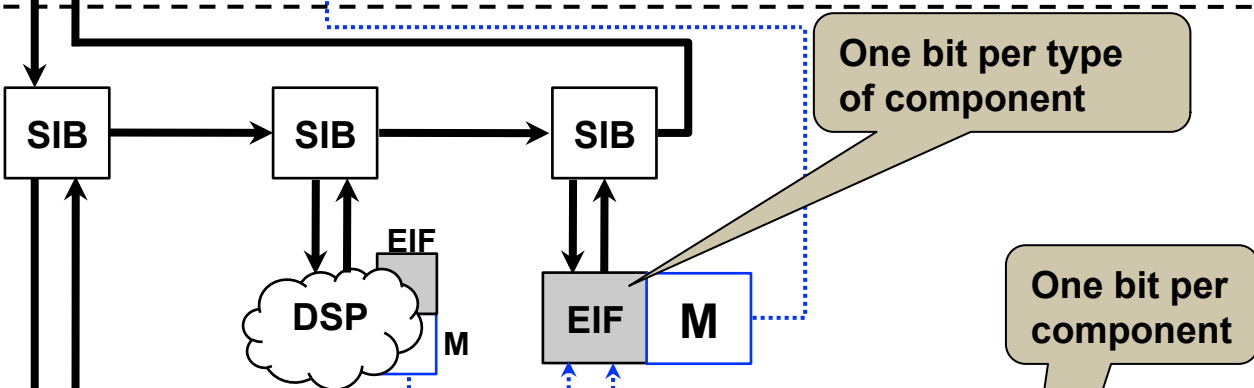 One bit per type
of component
SIB
SIB
SIB
EIF
DSP
M
EIF
M
One bit per
component